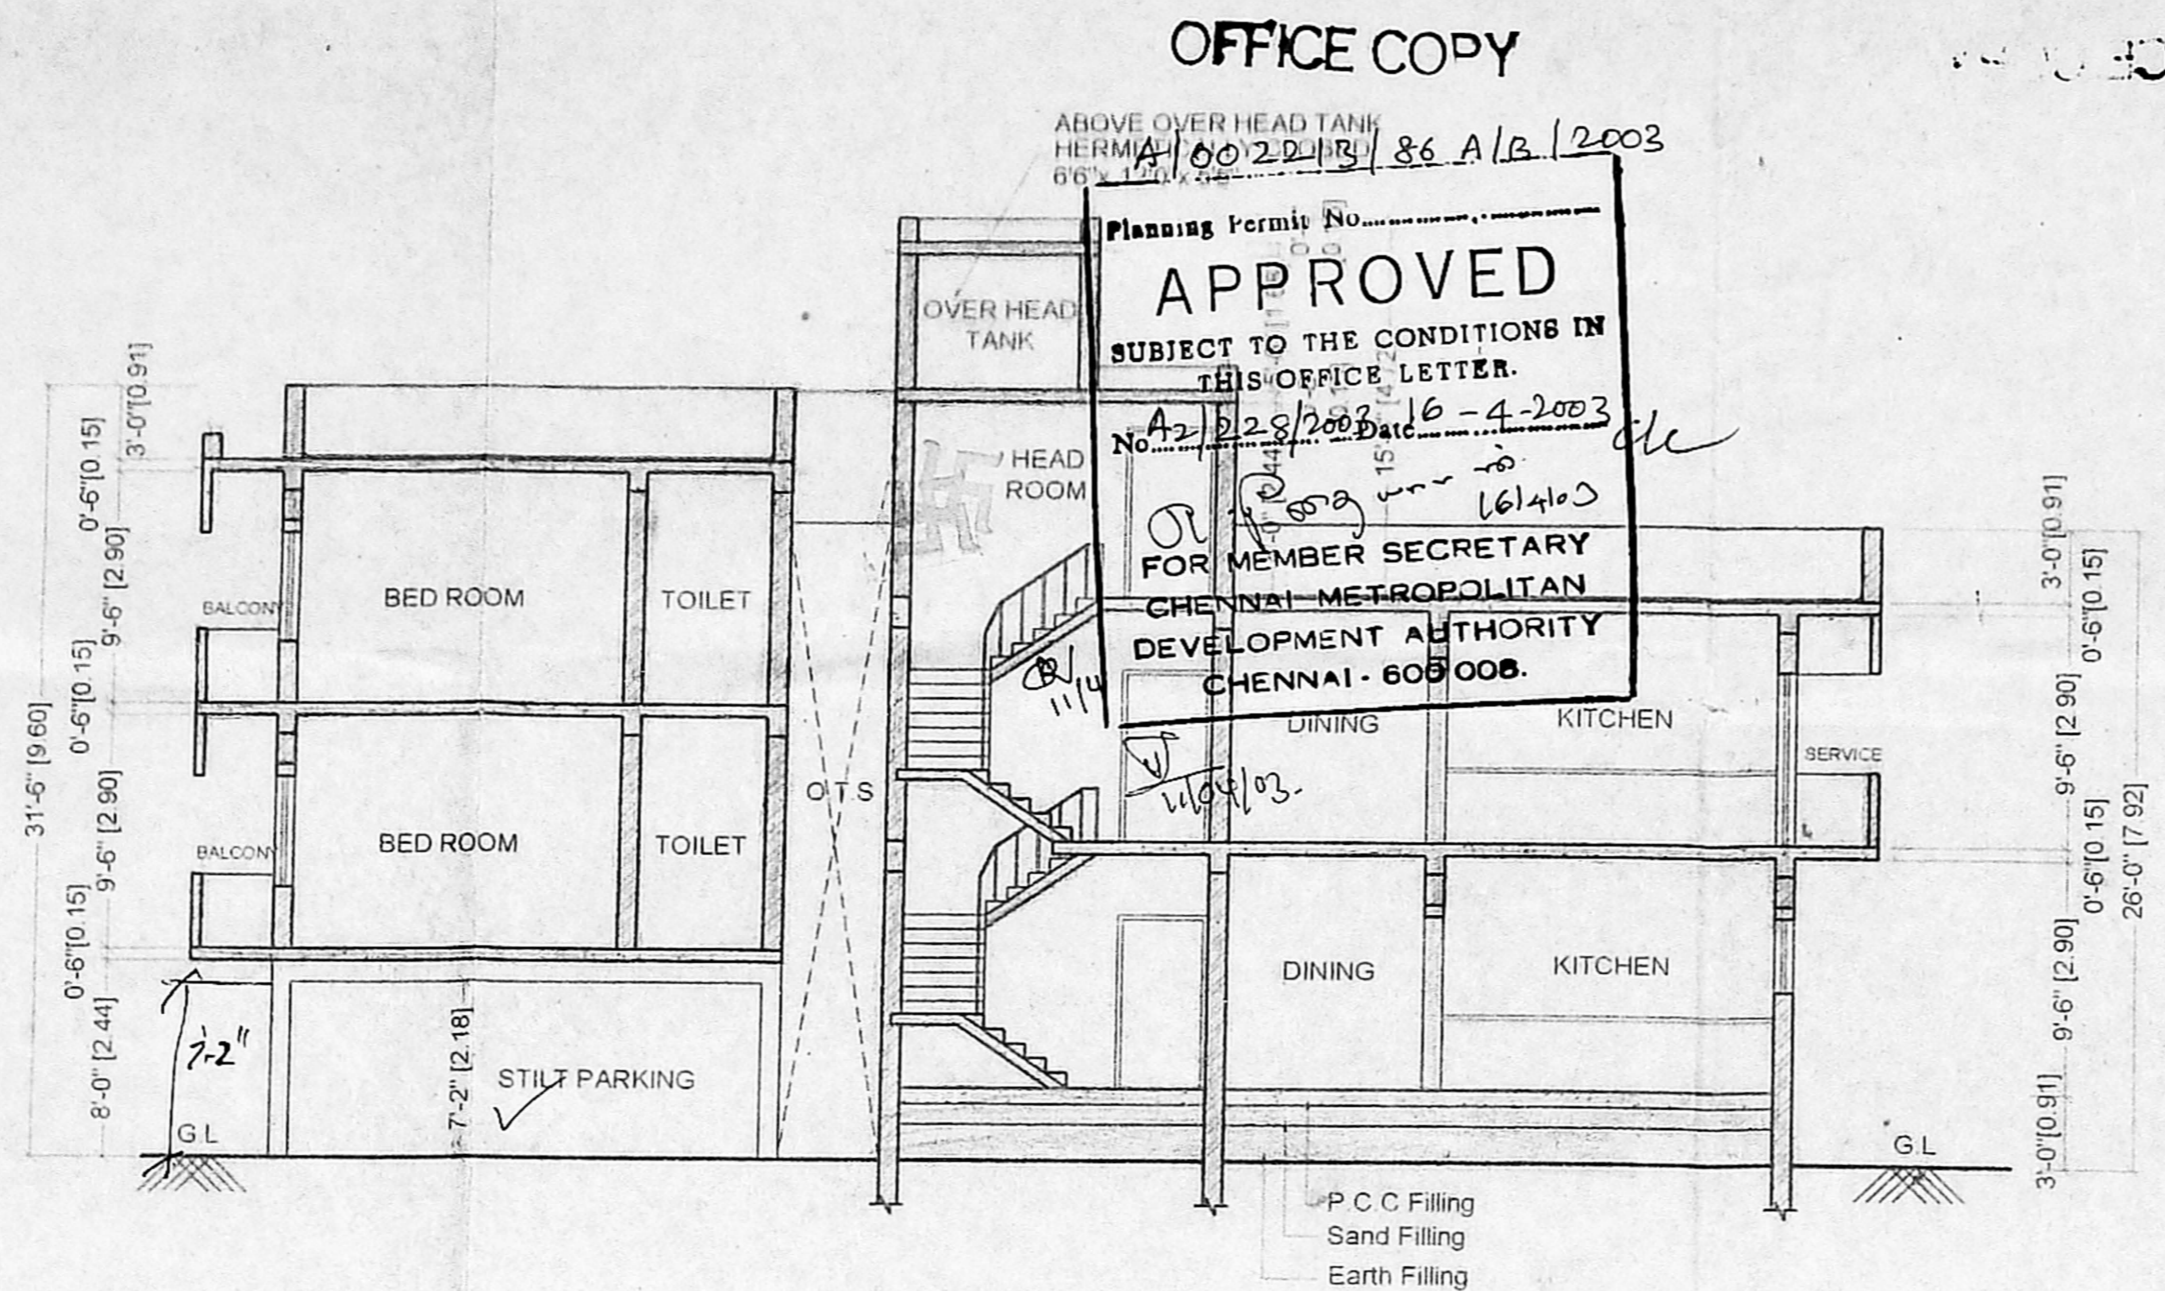 OFFICE COPY
ABOVE OVER HEAD TANK
A/0022/B/86 A/B/2003
6'6" x 12'0 x
Planning Permit No.
APPROVED
SUBJECT TO THE CONDITIONS IN
THIS OFFICE LETTER.
No. A2/228/2003 Date 16-4-2003
16/4/03
FOR MEMBER SECRETARY
CHENNAI METROPOLITAN
DEVELOPMENT AUTHORITY
CHENNAI - 600 008.
11/4
11/04/03.
OVER HEAD
TANK
HEAD
ROOM
3'-0"[0.91]
0'-6"[0.15]
9'-6" [2.90]
0'-6"[0.15]
9'-6" [2.90]
0'-6"[0.15]
8'-0" [2.44]
31'-6" [9.60]
BALCONY
BED ROOM
TOILET
BALCONY
BED ROOM
TOILET
O.T.S
7-2"
7'-2" [2.18]
STILT PARKING
G.L
DINING
KITCHEN
SERVICE
DINING
KITCHEN
3'-0"[0.91]
0'-6"[0.15]
9'-6" [2.90]
0'-6"[0.15]
9'-6" [2.90]
3'-0"[0.91]
26'-0" [7.92]
G.L
P.C.C Filling
Sand Filling
Earth Filling